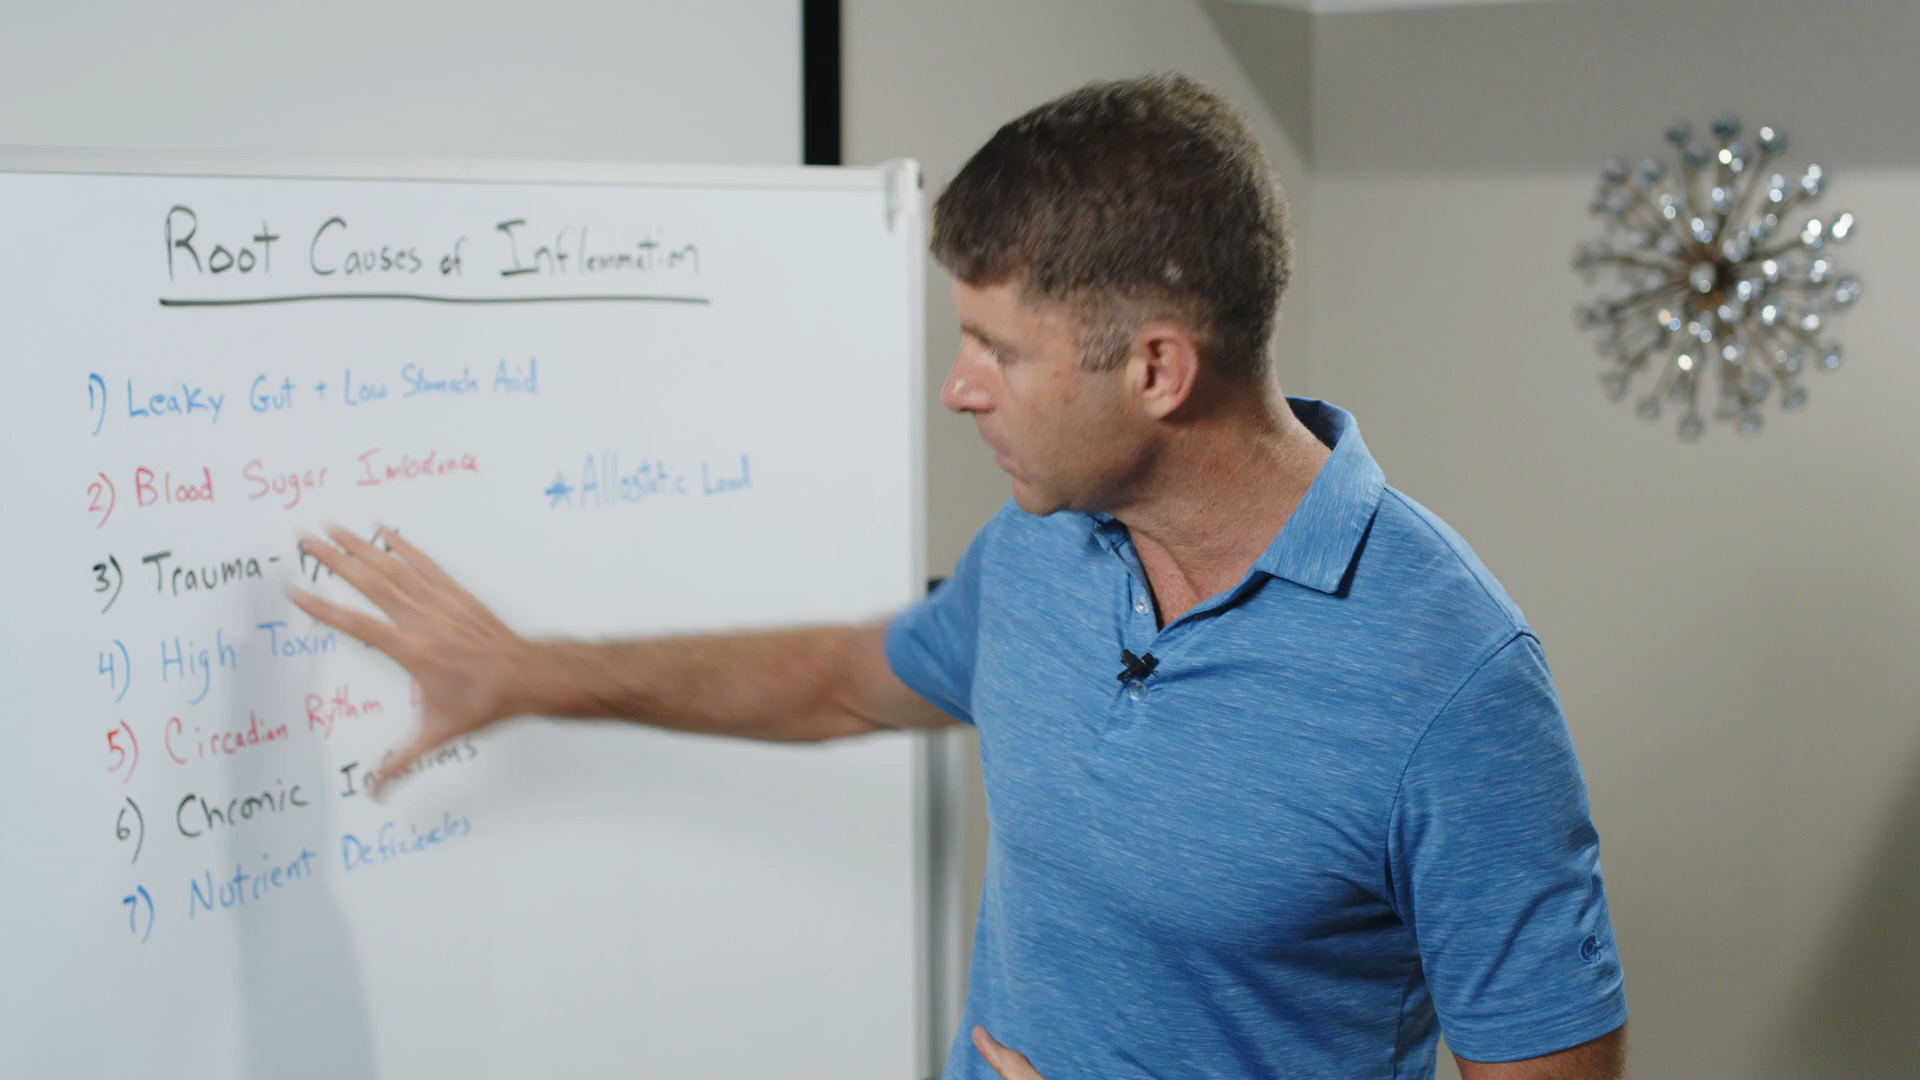 Root Causes of Inflammation
1) Leaky Gut + Low Stomach Acid
2) Blood Sugar Imbalance
* Allostatic Load
3) Trauma-
4) High Toxin
5) Circadian Rythm
6) Chronic Infections
7) Nutrient Deficiencies